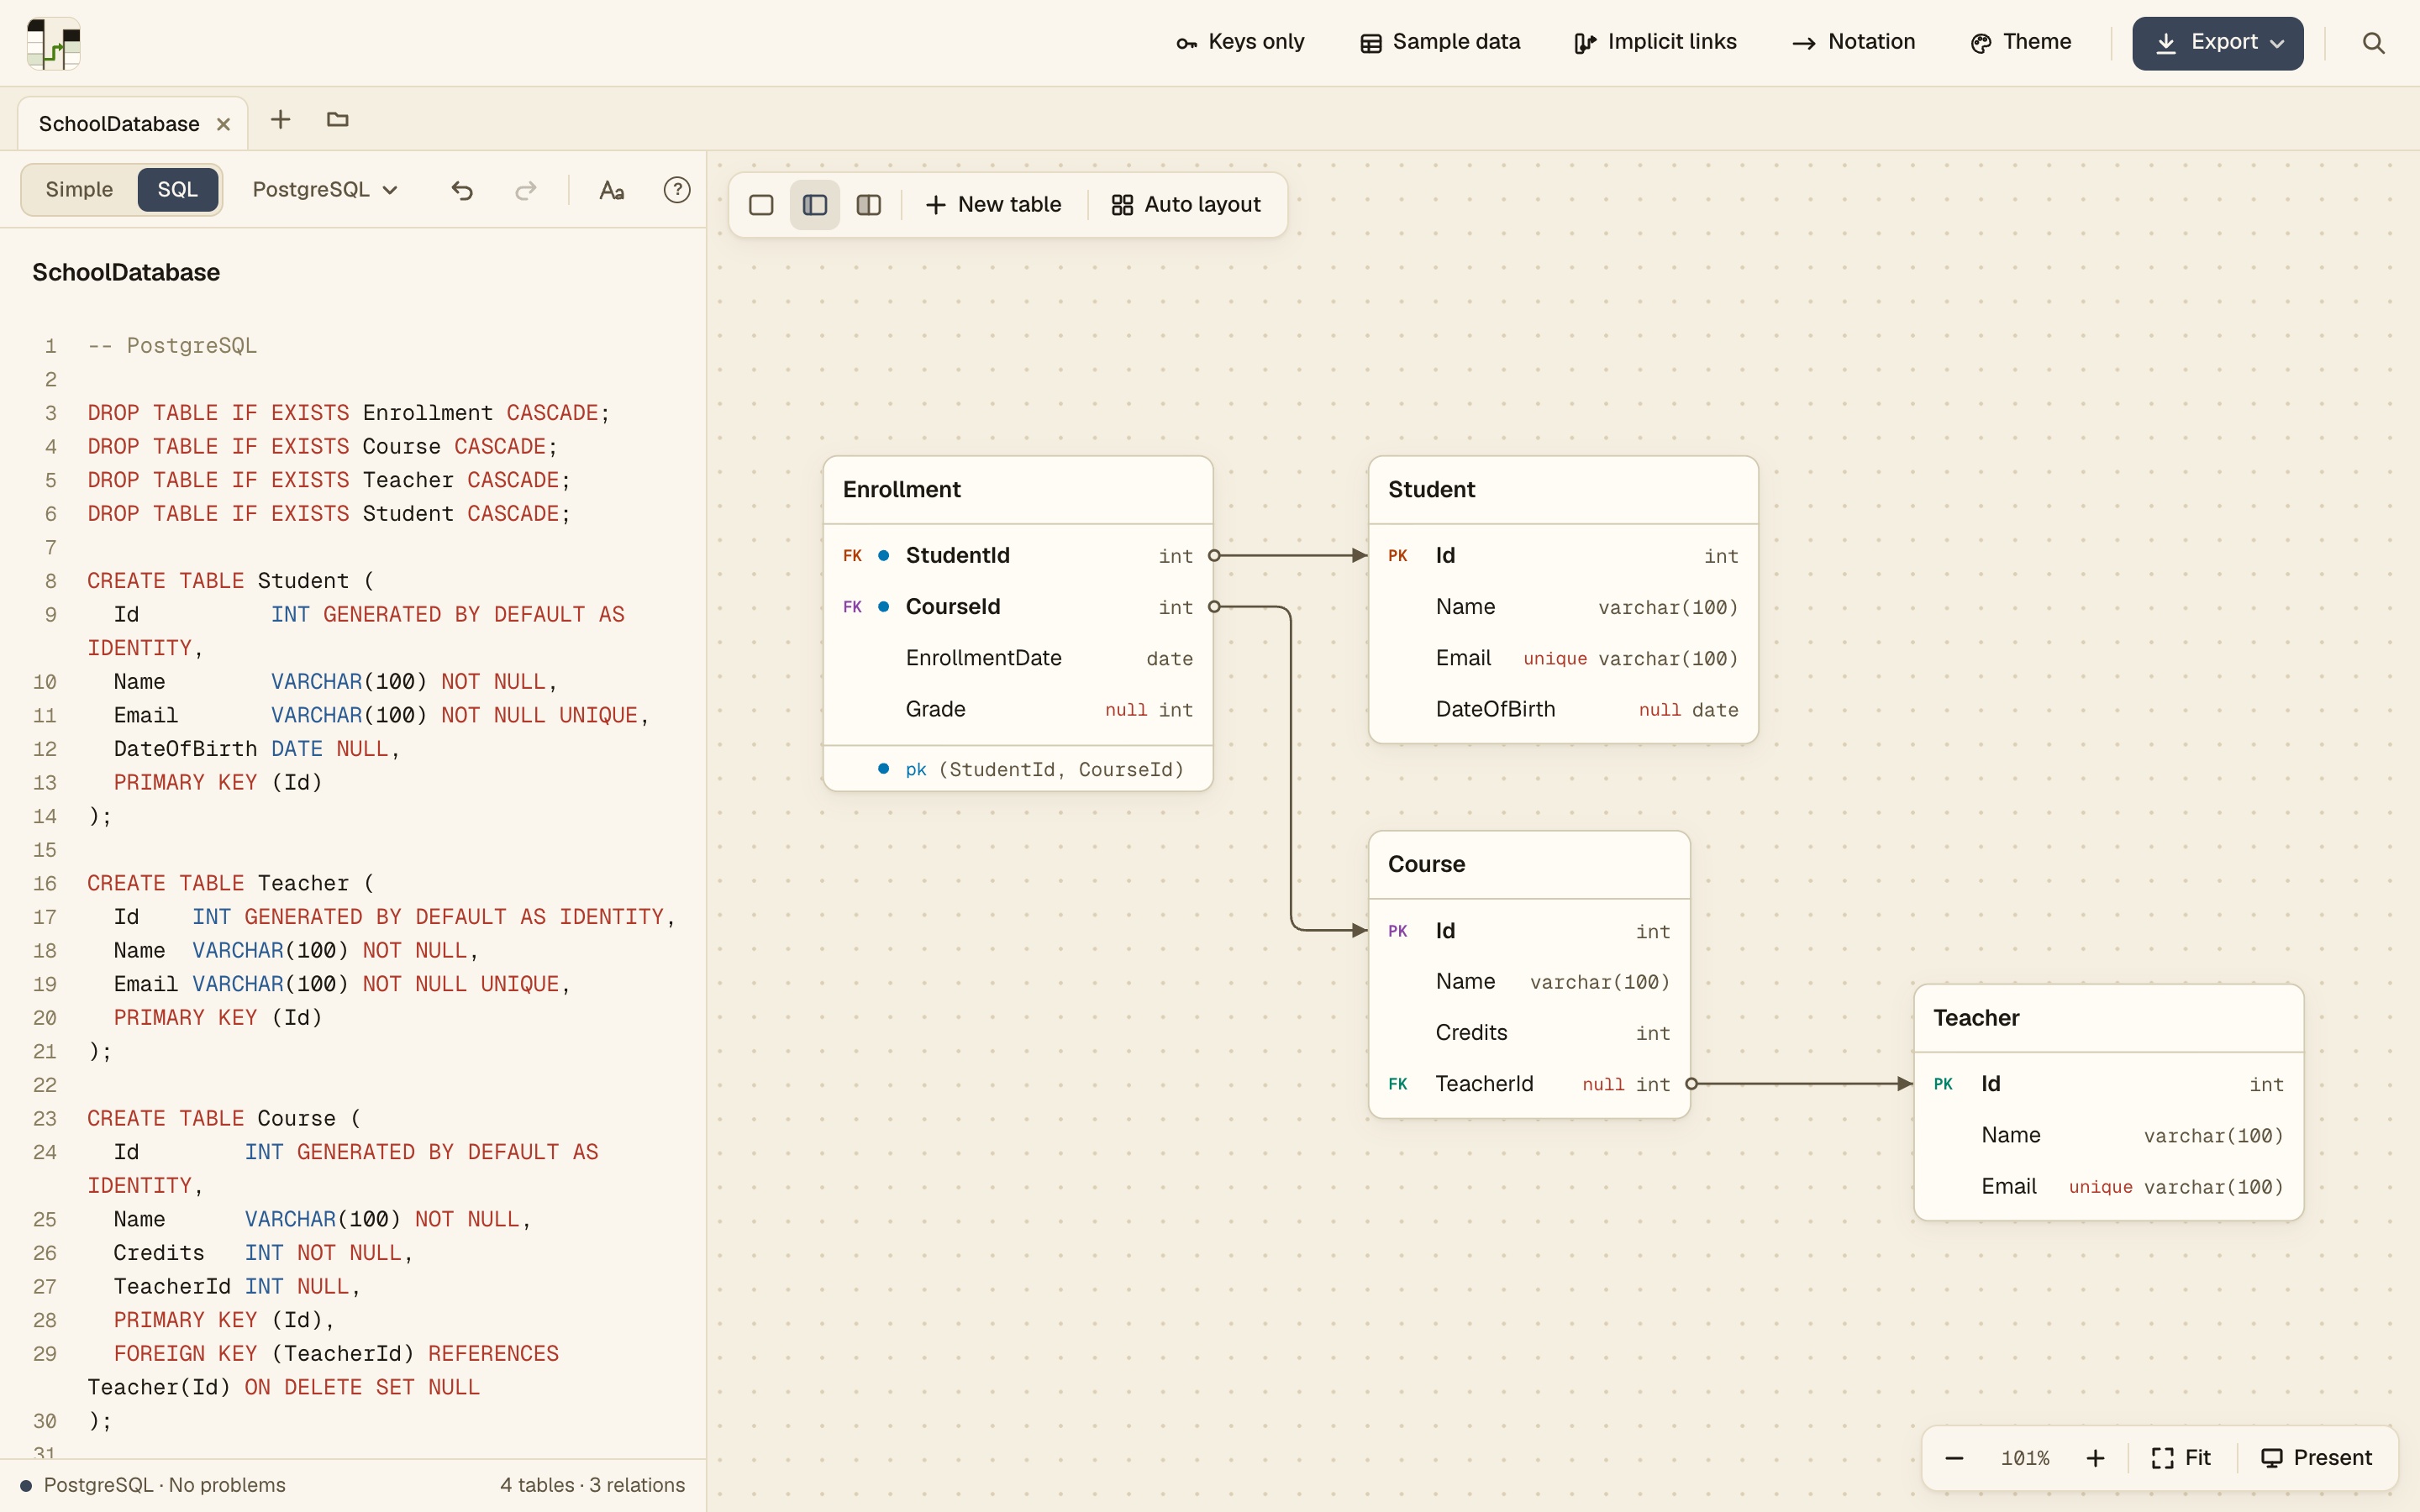 Keys only
Sample data
Implicit links
Notation
Theme
Export
SchoolDatabase
Simple
SQL
PostgreSQL
Aa
?
New table
Auto layout
SchoolDatabase
1 -- PostgreSQL
2
3 DROP TABLE IF EXISTS Enrollment CASCADE;
4 DROP TABLE IF EXISTS Course CASCADE;
5 DROP TABLE IF EXISTS Teacher CASCADE;
6 DROP TABLE IF EXISTS Student CASCADE;
7
8 CREATE TABLE Student (
9 Id INT GENERATED BY DEFAULT AS
IDENTITY,
10 Name VARCHAR(100) NOT NULL,
11 Email VARCHAR(100) NOT NULL UNIQUE,
12 DateOfBirth DATE NULL,
13 PRIMARY KEY (Id)
14 );
15
16 CREATE TABLE Teacher (
17 Id INT GENERATED BY DEFAULT AS IDENTITY,
18 Name VARCHAR(100) NOT NULL,
19 Email VARCHAR(100) NOT NULL UNIQUE,
20 PRIMARY KEY (Id)
21 );
22
23 CREATE TABLE Course (
24 Id INT GENERATED BY DEFAULT AS
IDENTITY,
25 Name VARCHAR(100) NOT NULL,
26 Credits INT NOT NULL,
27 TeacherId INT NULL,
28 PRIMARY KEY (Id),
29 FOREIGN KEY (TeacherId) REFERENCES
Teacher(Id) ON DELETE SET NULL
30 );
31
PostgreSQL · No problems
4 tables · 3 relations
Enrollment
FK StudentId int
FK CourseId int
EnrollmentDate date
Grade null int
pk (StudentId, CourseId)
Student
PK Id int
Name varchar(100)
Email unique varchar(100)
DateOfBirth null date
Course
PK Id int
Name varchar(100)
Credits int
FK TeacherId null int
Teacher
PK Id int
Name varchar(100)
Email unique varchar(100)
101%
Fit
Present